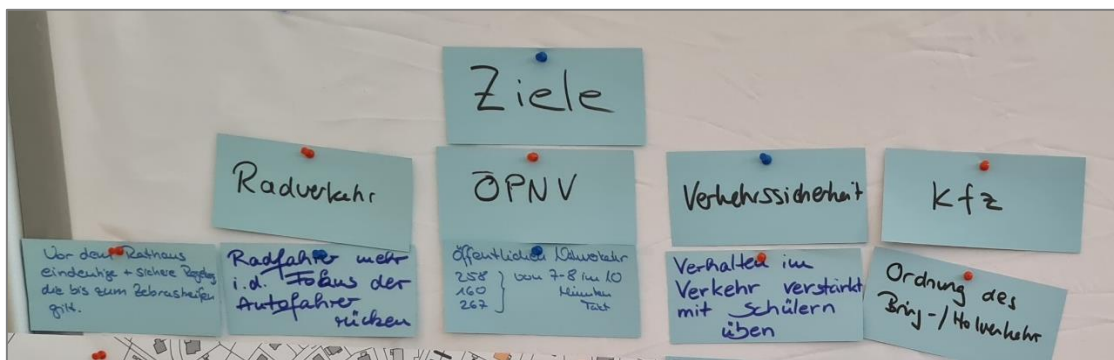 Ziele
Radverkehr
ÖPNV
Verkehrssicherheit
Kfz
Vor dem Rathaus
eindeutige + sichere Regelung
die bis zum Zebrastreifen
gilt.
Radfahrer mehr
i.d. Fokus der
Autofahrer
rücken
Öffentlichen Nahverkehr
258
160
267
von 7-8 im 10
Minuten
Takt
Verhalten im
Verkehr verstärkt
mit Schülern
üben
Ordnung des
Bring-/Holverkehr